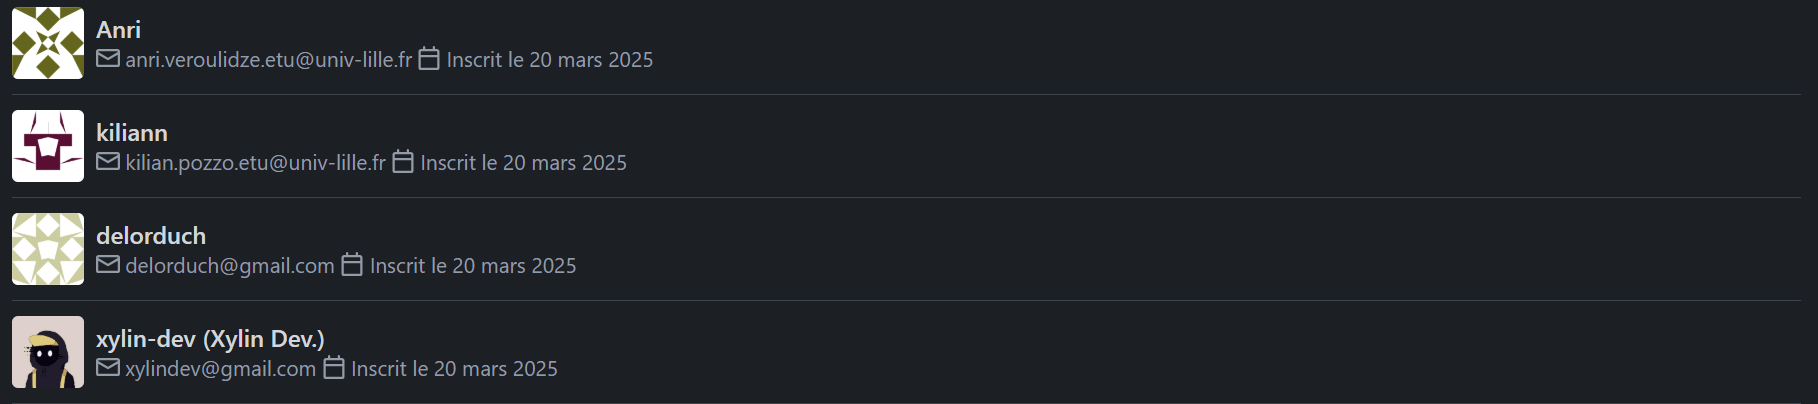 Anri
anri.veroulidze.etu@univ-lille.fr Inscrit le 20 mars 2025
kiliann
kilian.pozzo.etu@univ-lille.fr Inscrit le 20 mars 2025
delorduch
delorduch@gmail.com Inscrit le 20 mars 2025
xylin-dev (Xylin Dev.)
xylindev@gmail.com Inscrit le 20 mars 2025